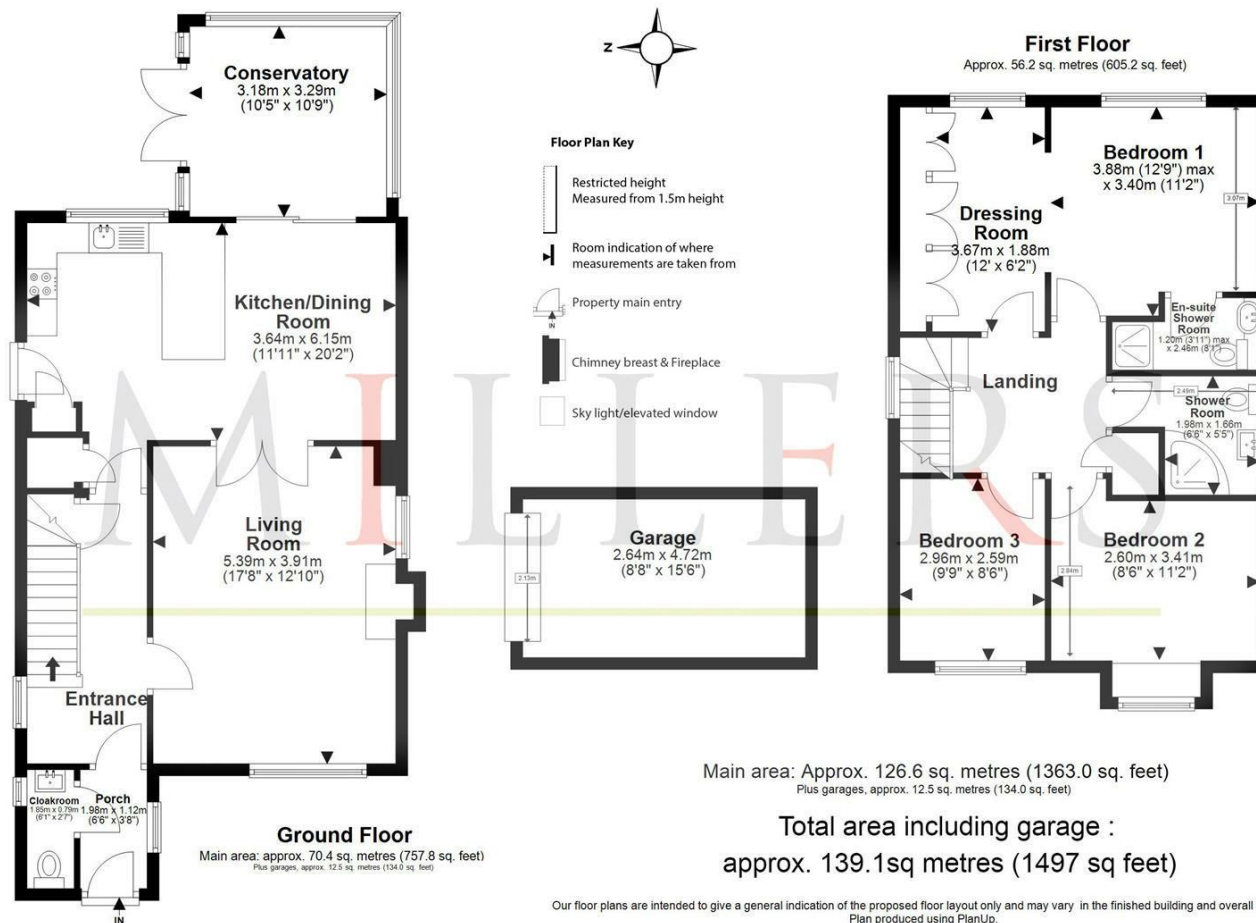 Conservatory
3.18m x 3.29m
(10'5" x 10'9")
Kitchen/Dining
Room
3.64m x 6.15m
(11'11" x 20'2")
Living
Room
5.39m x 3.91m
(17'8" x 12'10")
Entrance
Hall
Cloakroom
1.85m x 0.79m
(6'1" x 2'7")
Porch
1.98m x 1.12m
(6'6" x 3'8")
IN
Ground Floor
Main area: approx. 70.4 sq. metres (757.8 sq. feet)
Plus garages, approx. 12.5 sq. metres (134.0 sq. feet)
Z
Floor Plan Key
Restricted height
Measured from 1.5m height
Room indication of where
measurements are taken from
Property main entry
IN
Chimney breast & Fireplace
Sky light/elevated window
MILLERS
Garage
2.64m x 4.72m
(8'8" x 15'6")
2.13m
First Floor
Approx. 56.2 sq. metres (605.2 sq. feet)
Bedroom 1
3.88m (12'9") max
x 3.40m (11'2")
3.67m
Dressing
Room
3.67m x 1.88m
(12' x 6'2")
En-suite
Shower
Room
1.20m (3'11") max
x 2.46m (8'1")
Landing
2.49m
Shower
Room
1.98m x 1.66m
(6'6" x 5'5")
Bedroom 3
2.96m x 2.59m
(9'9" x 8'6")
2.84m
Bedroom 2
2.60m x 3.41m
(8'6" x 11'2")
Main area: Approx. 126.6 sq. metres (1363.0 sq. feet)
Plus garages, approx. 12.5 sq. metres (134.0 sq. feet)
Total area including garage :
approx. 139.1sq metres (1497 sq feet)
Our floor plans are intended to give a general indication of the proposed floor layout only and may vary in the finished building and overall
Plan produced using PlanUp.